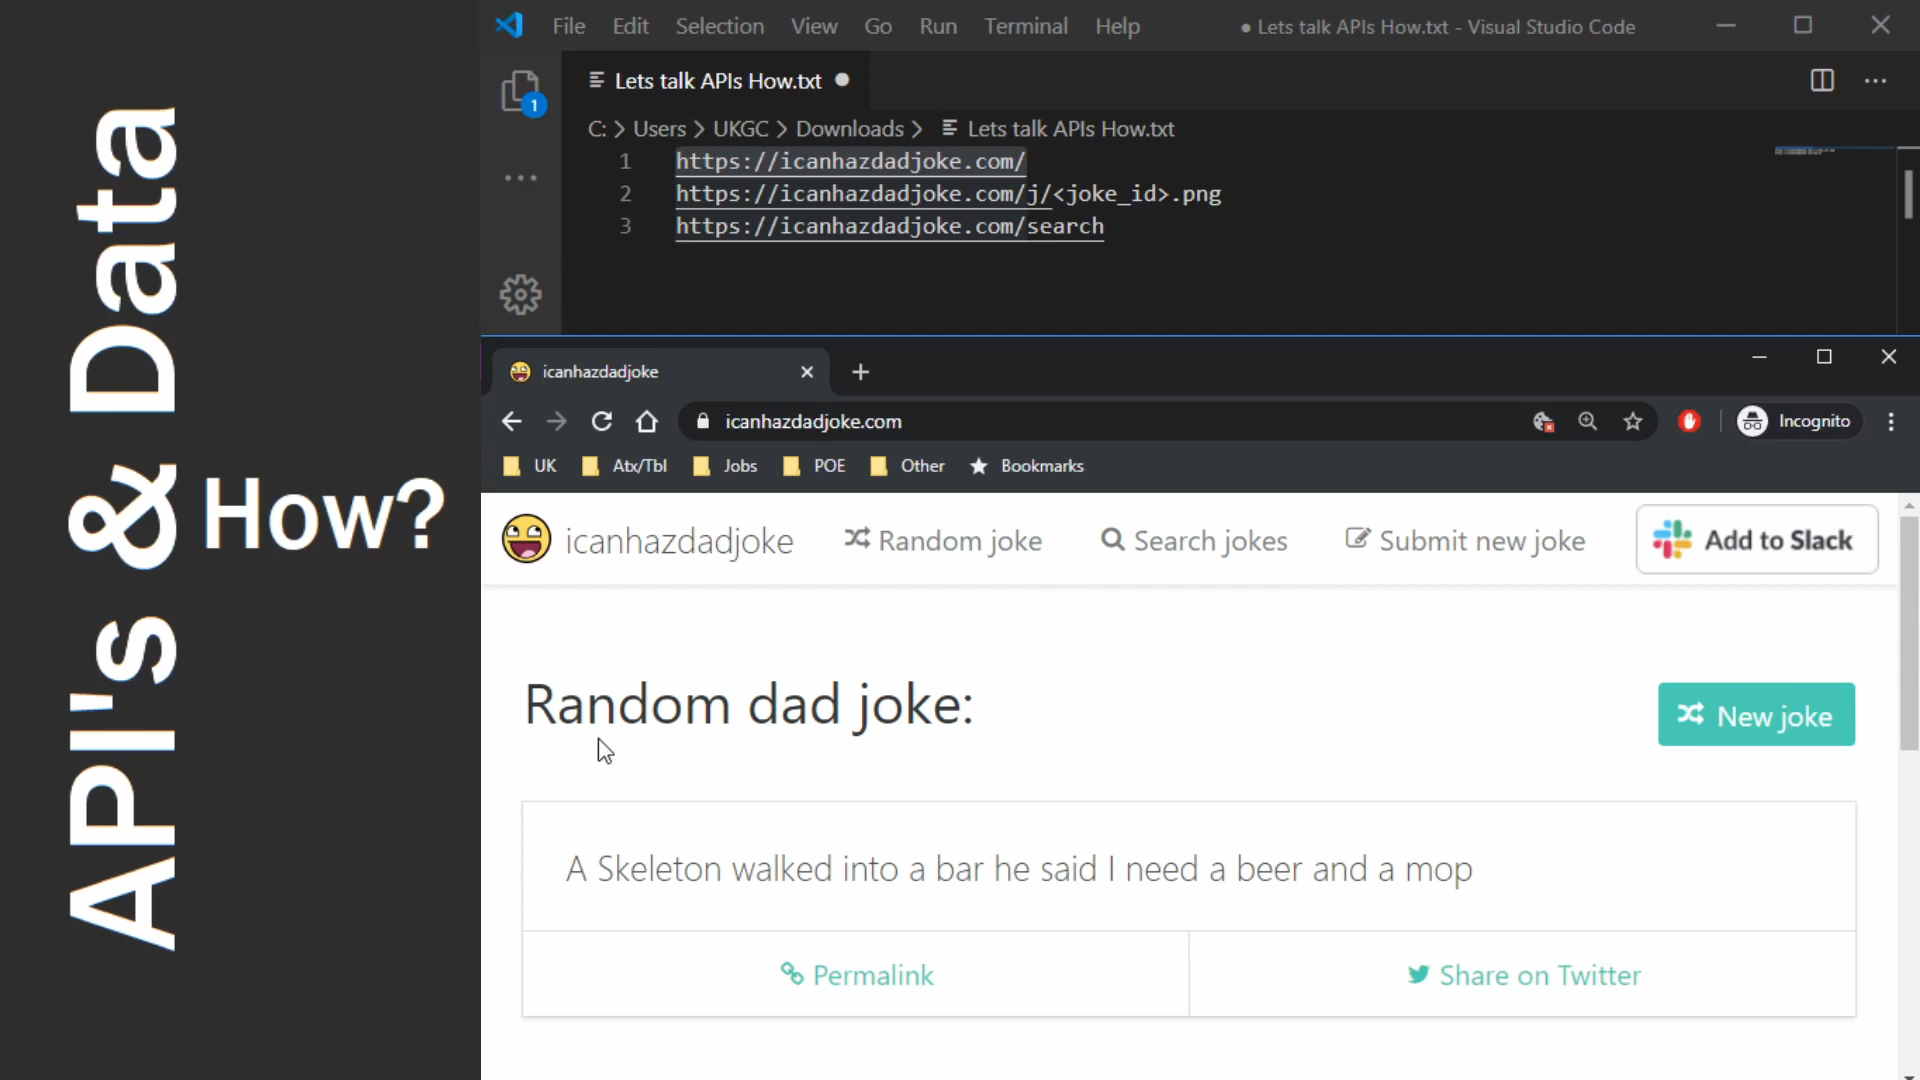 API's & Data
How?
File Edit Selection View Go Run Terminal Help ● Lets talk APIs How.txt - Visual Studio Code
Lets talk APIs How.txt ●
C: > Users > UKGC > Downloads > Lets talk APIs How.txt
1 https://icanhazdadjoke.com/
2 https://icanhazdadjoke.com/j/<joke_id>.png
3 https://icanhazdadjoke.com/search
1
icanhazdadjoke
icanhazdadjoke.com Incognito
UK Atx/Tbl Jobs POE Other Bookmarks
icanhazdadjoke Random joke Search jokes Submit new joke Add to Slack
Random dad joke:
New joke
A Skeleton walked into a bar he said I need a beer and a mop
Permalink Share on Twitter